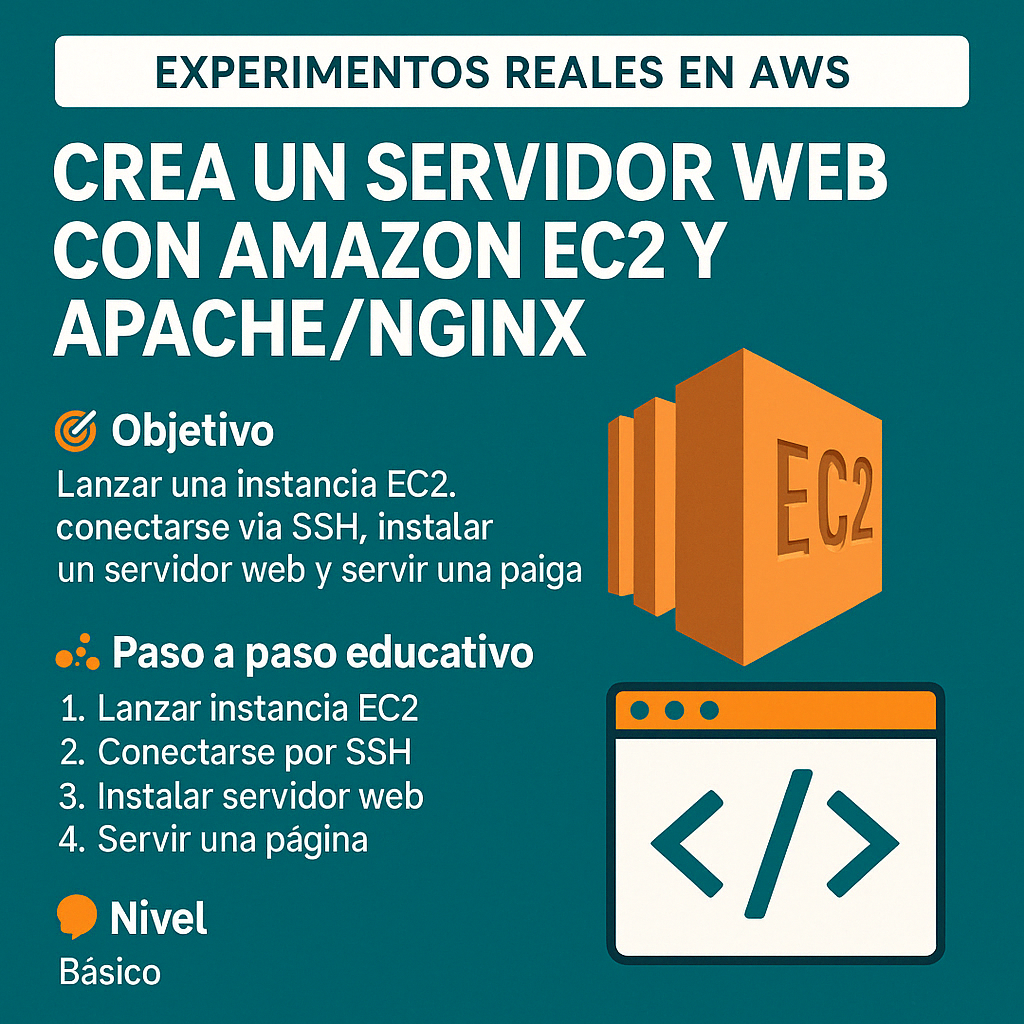 EXPERIMENTOS REALES EN AWS
CREA UN SERVIDOR WEB
CON AMAZON EC2 Y
APACHE/NGINX
Objetivo
Lanzar una instancia EC2.
conectarse via SSH, instalar
un servidor web y servir una paiga
EC2
Paso a paso educativo
1. Lanzar instancia EC2
2. Conectarse por SSH
3. Instalar servidor web
4. Servir una página
</>
Nivel
Básico